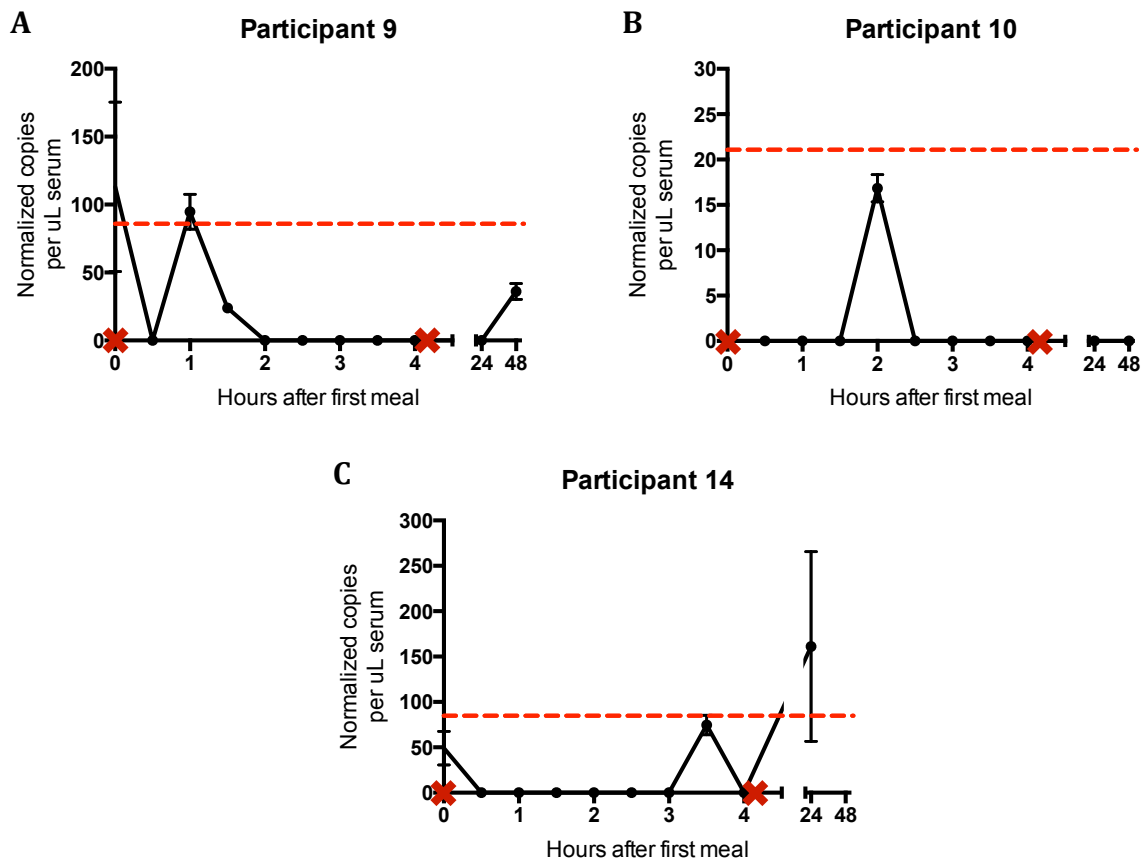 A
Participant 9
Normalized copies
per uL serum
200
150
100
50
0
0
1
2
3
4
24
48
Hours after first meal
B
Participant 10
Normalized copies
per uL serum
30
25
20
15
10
5
0
0
1
2
3
4
24
48
Hours after first meal
C
Participant 14
Normalized copies
per uL serum
300
250
200
150
100
50
0
0
1
2
3
4
24
48
Hours after first meal